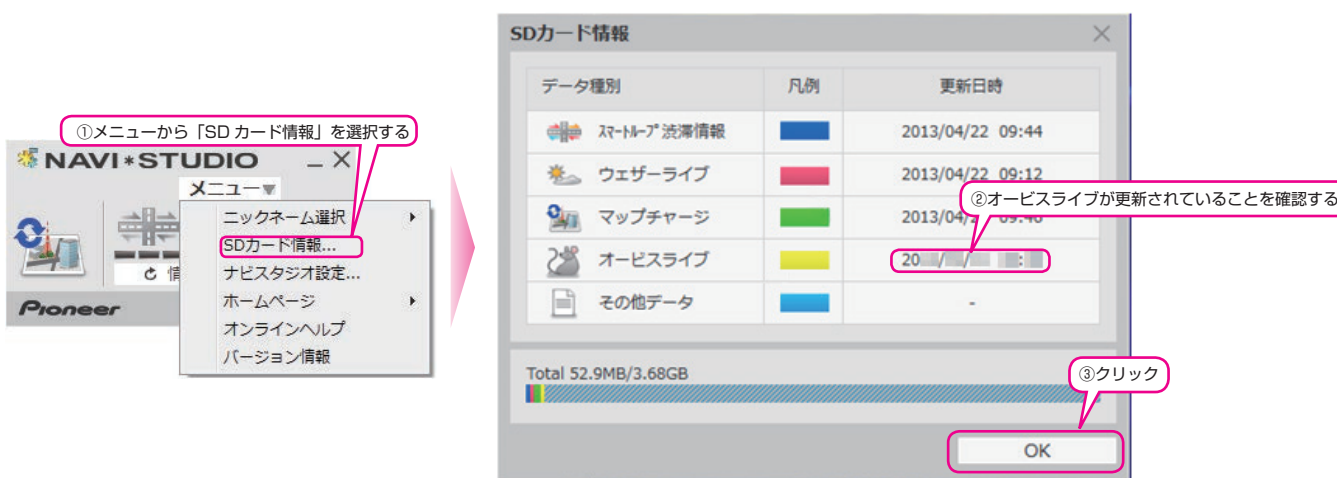 ①メニューから「SD カード情報」を選択する
NAVI*STUDIO
メニュー▼
ニックネーム選択
SDカード情報...
ナビスタジオ設定...
ホームページ
オンラインヘルプ
バージョン情報
情
Pioneer
SDカード情報
データ種別 凡例 更新日時
スマートループ渋滞情報 2013/04/22 09:44
ウェザーライブ 2013/04/22 09:12
②オービスライブが更新されていることを確認する
マップチャージ 2013/04/
オービスライブ 20 / / :
その他データ -
Total 52.9MB/3.68GB
③クリック
OK